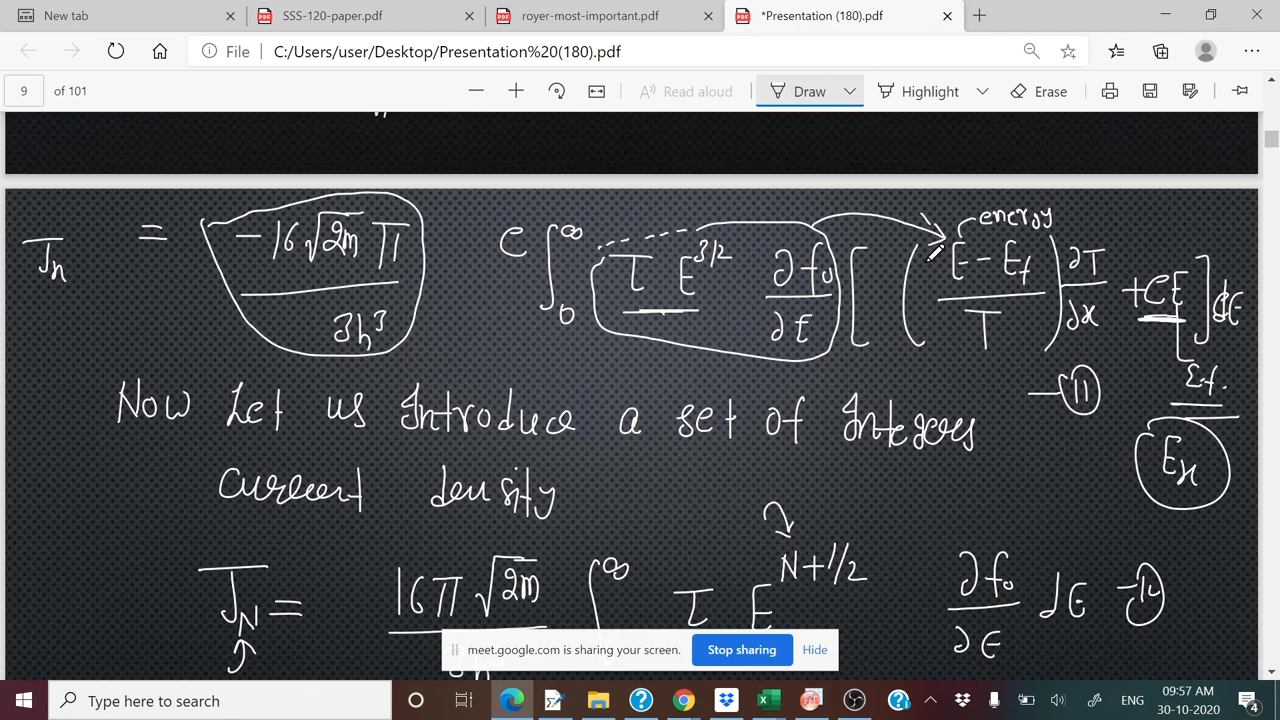 New tab
SSS-120-paper.pdf
royer-most-important.pdf
*Presentation (180).pdf
File C:/Users/user/Desktop/Presentation%20(180).pdf
9 of 101
Read aloud
Draw
Highlight
Erase
Jn = -16√2m π / 3h³ e ∫₀^∞ τ E^3/2 ∂f₀/∂E [ ( E - Ef / T ) ∂T/∂x + eE ] dE
energy
— 11
Ex
Now Let us Introduce a set of Integers
current density
JN = 16π √2m ∫ ∞ τ E^N+1/2 ∂f₀/∂E dE -12
meet.google.com is sharing your screen.
Stop sharing
Hide
Type here to search
ENG
09:57 AM
30-10-2020
4